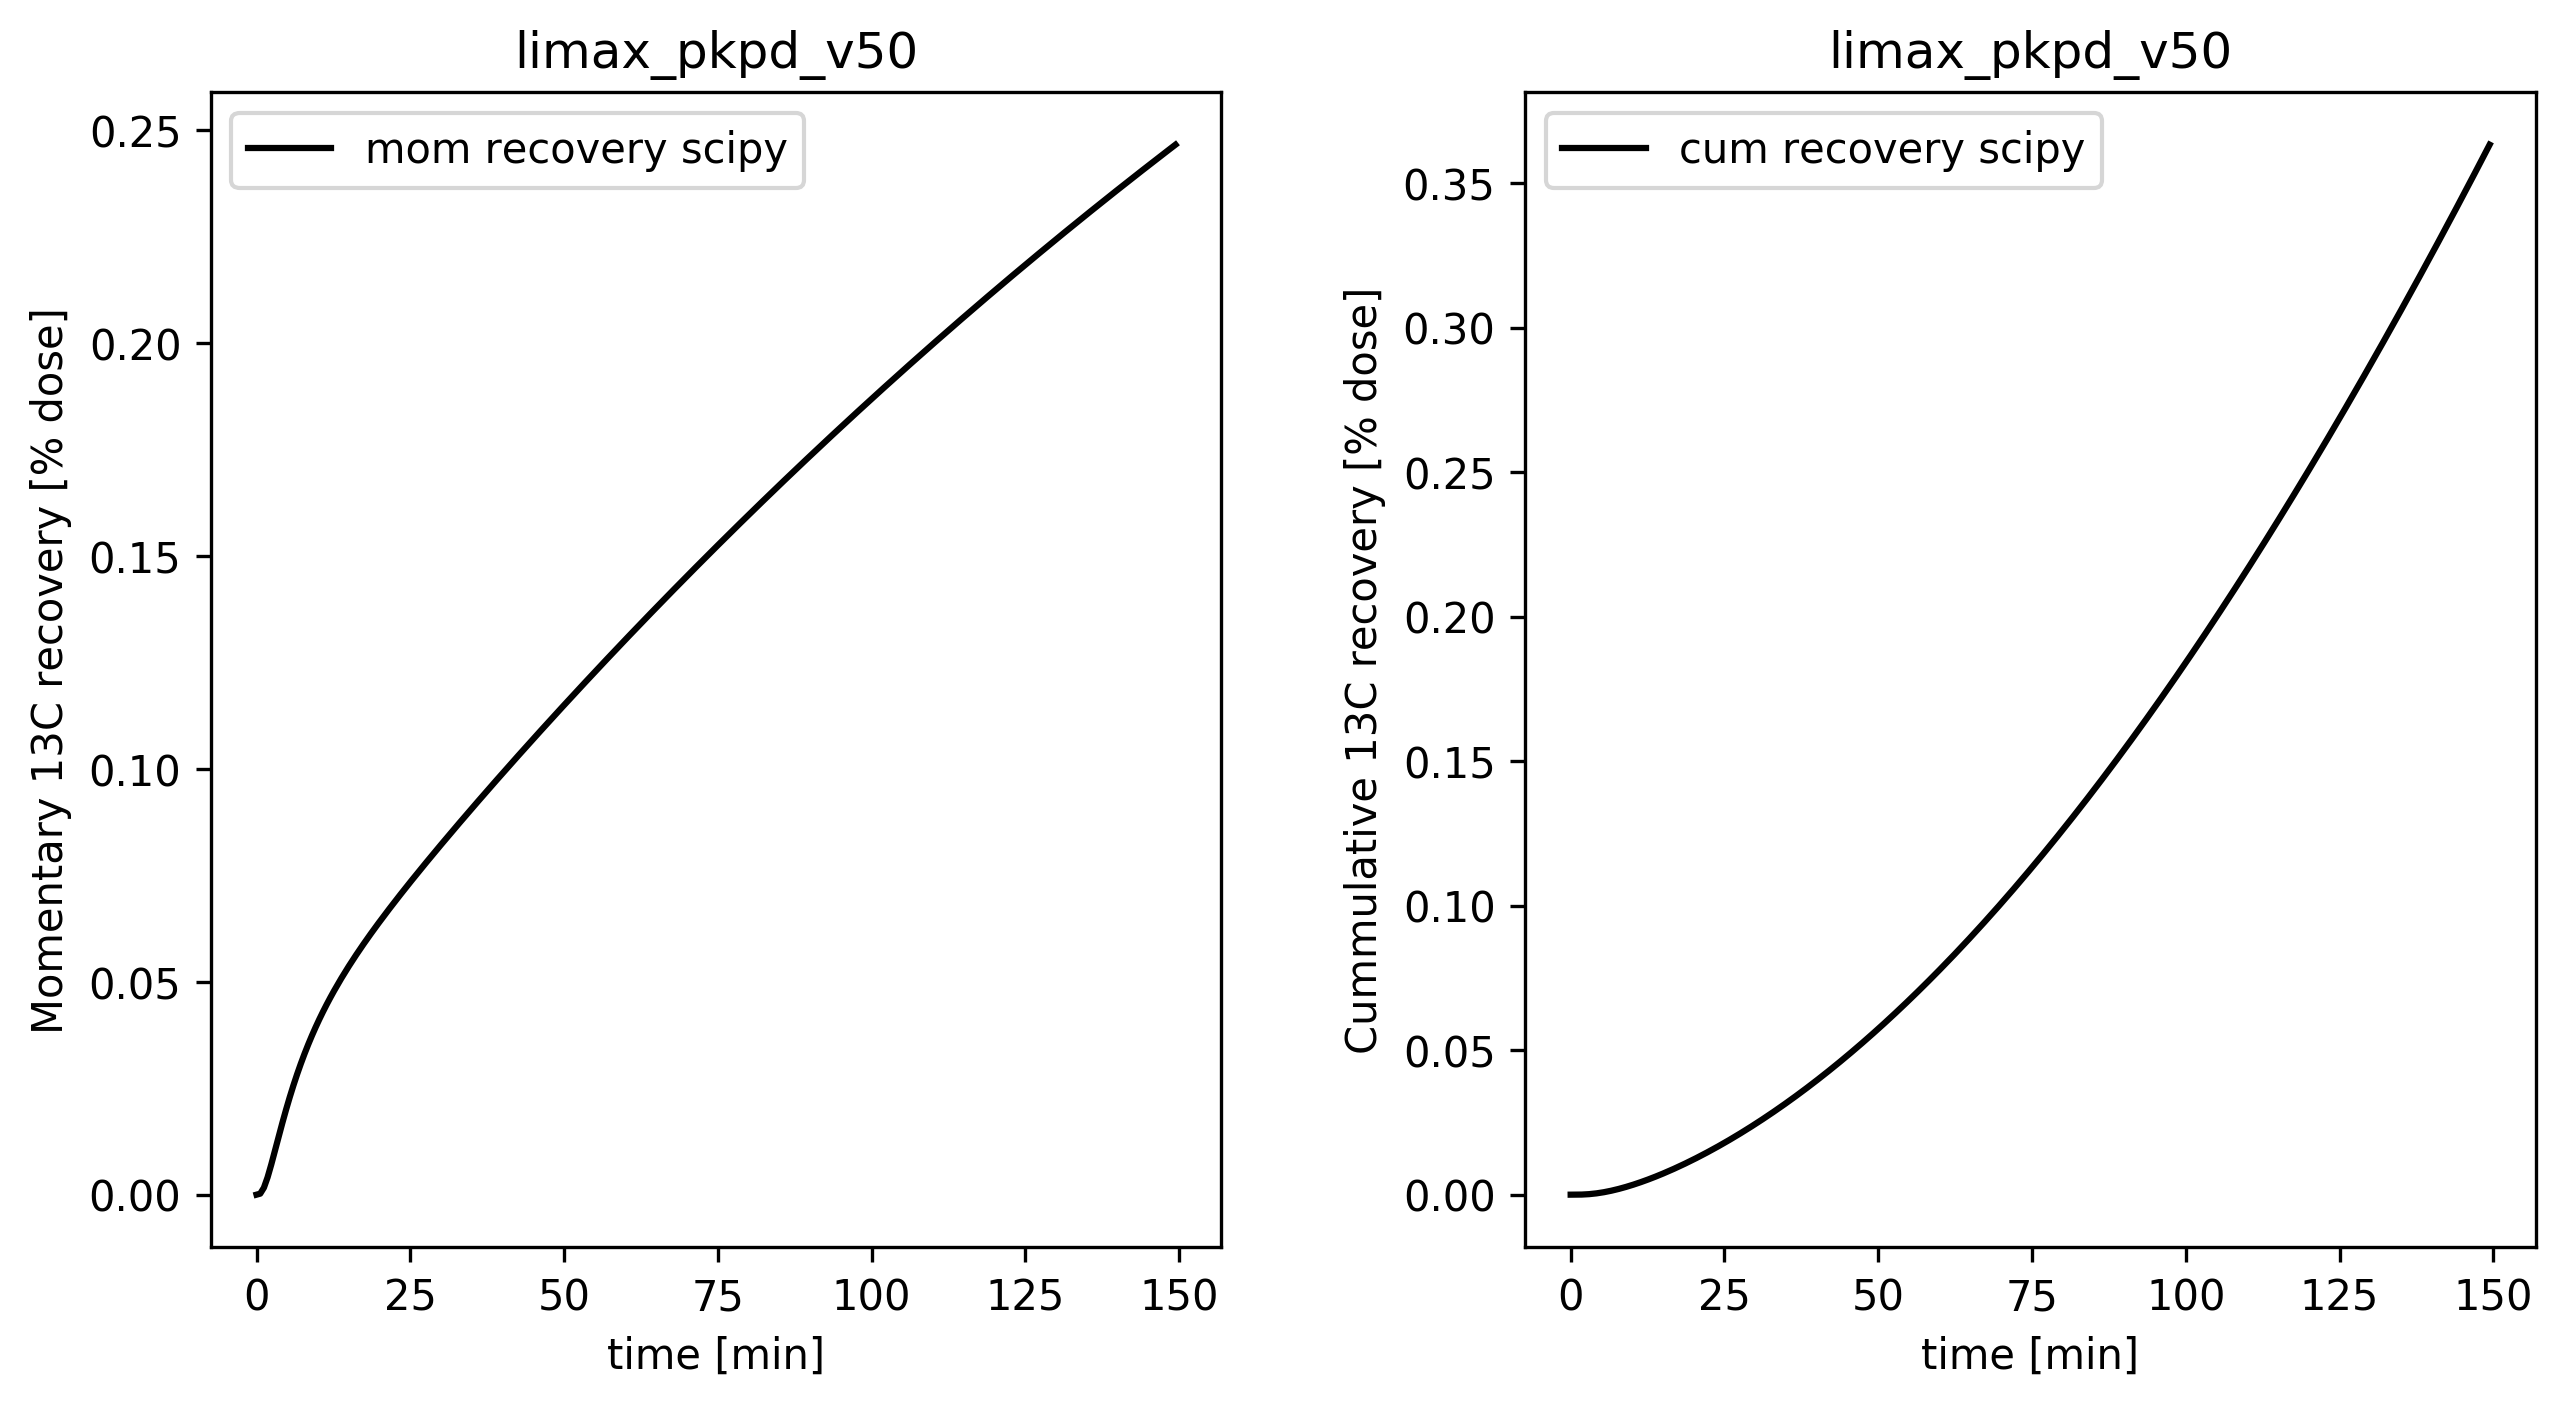 limax_pkpd_v50
mom recovery scipy
Momentary 13C recovery [% dose]
0.25
0.20
0.15
0.10
0.05
0.00
0 25 50 75 100 125 150
time [min]
limax_pkpd_v50
cum recovery scipy
Cummulative 13C recovery [% dose]
0.35
0.30
0.25
0.20
0.15
0.10
0.05
0.00
0 25 50 75 100 125 150
time [min]